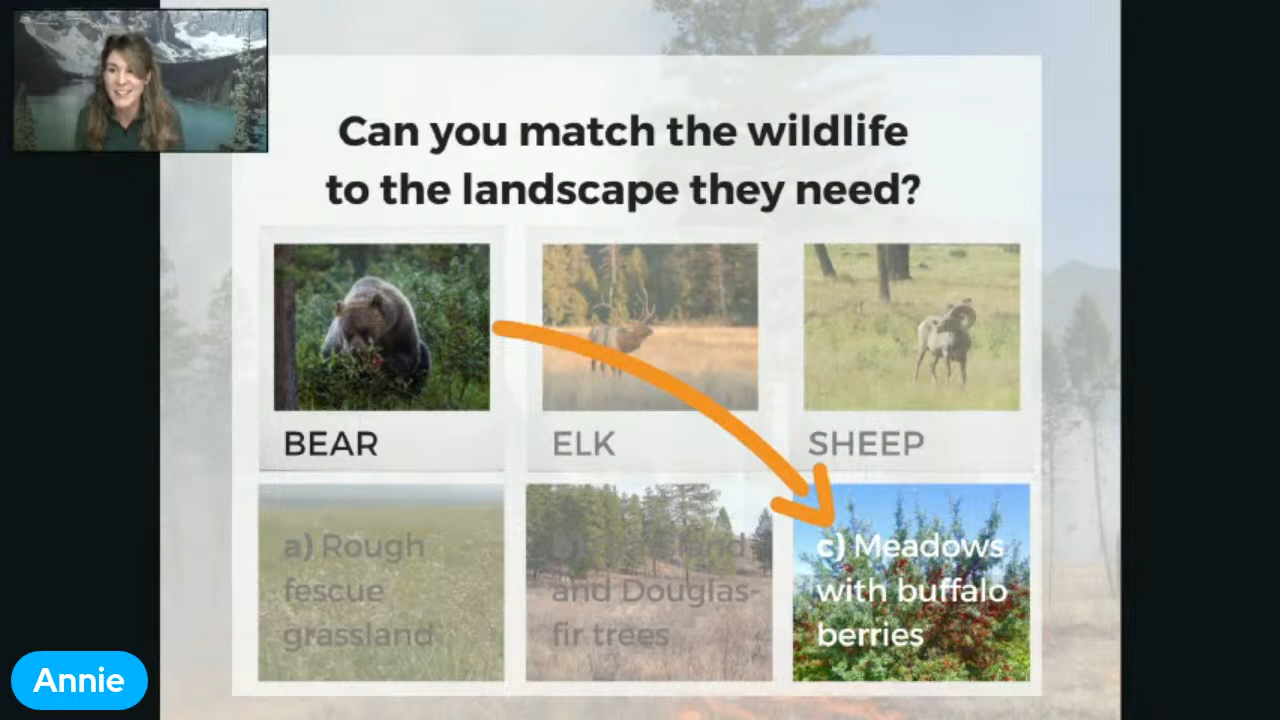 Can you match the wildlife
to the landscape they need?
BEAR
ELK
SHEEP
a) Rough
fescue
grassland
and Douglas-
fir trees
c) Meadows
with buffalo
berries
Annie